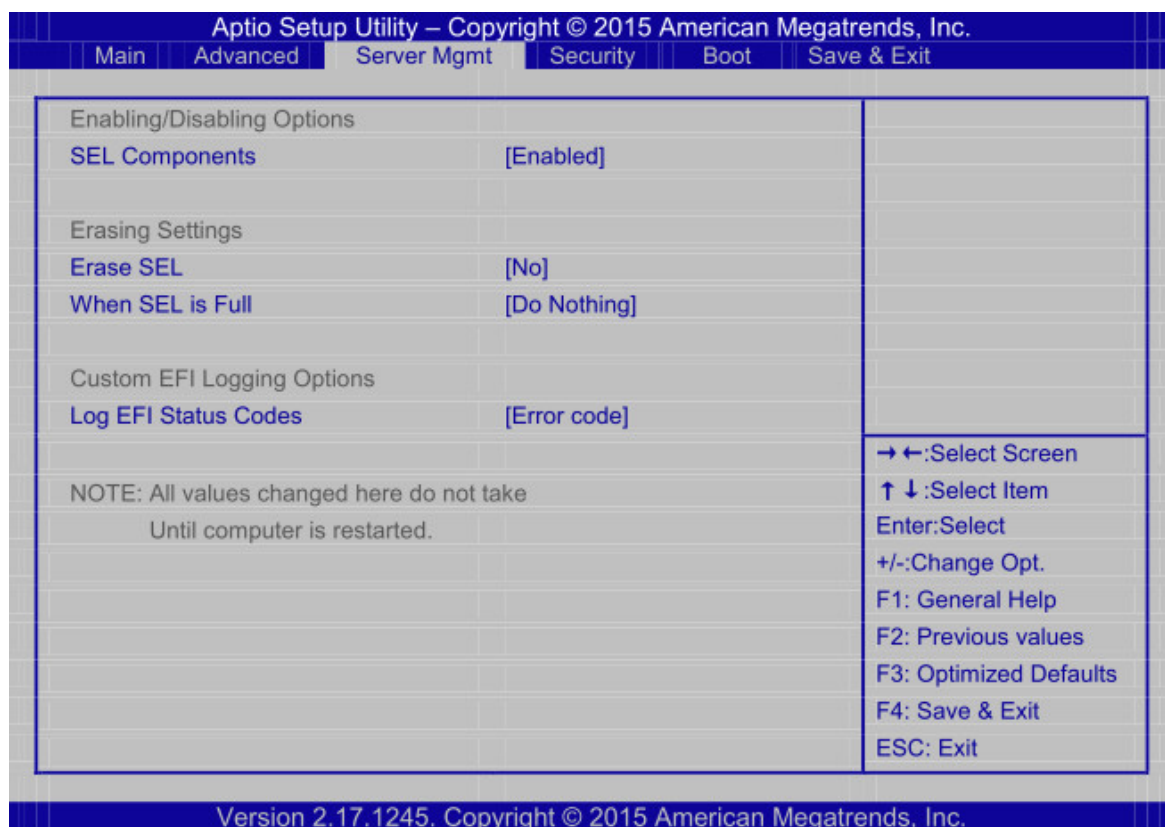 Aptio Setup Utility – Copyright © 2015 American Megatrends, Inc.
Main Advanced Server Mgmt Security Boot Save & Exit
Enabling/Disabling Options
SEL Components [Enabled]
Erasing Settings
Erase SEL [No]
When SEL is Full [Do Nothing]
Custom EFI Logging Options
Log EFI Status Codes [Error code]
NOTE: All values changed here do not take
Until computer is restarted.
→←:Select Screen
↑↓:Select Item
Enter:Select
+/-:Change Opt.
F1: General Help
F2: Previous values
F3: Optimized Defaults
F4: Save & Exit
ESC: Exit
Version 2.17.1245. Copyright © 2015 American Megatrends, Inc.